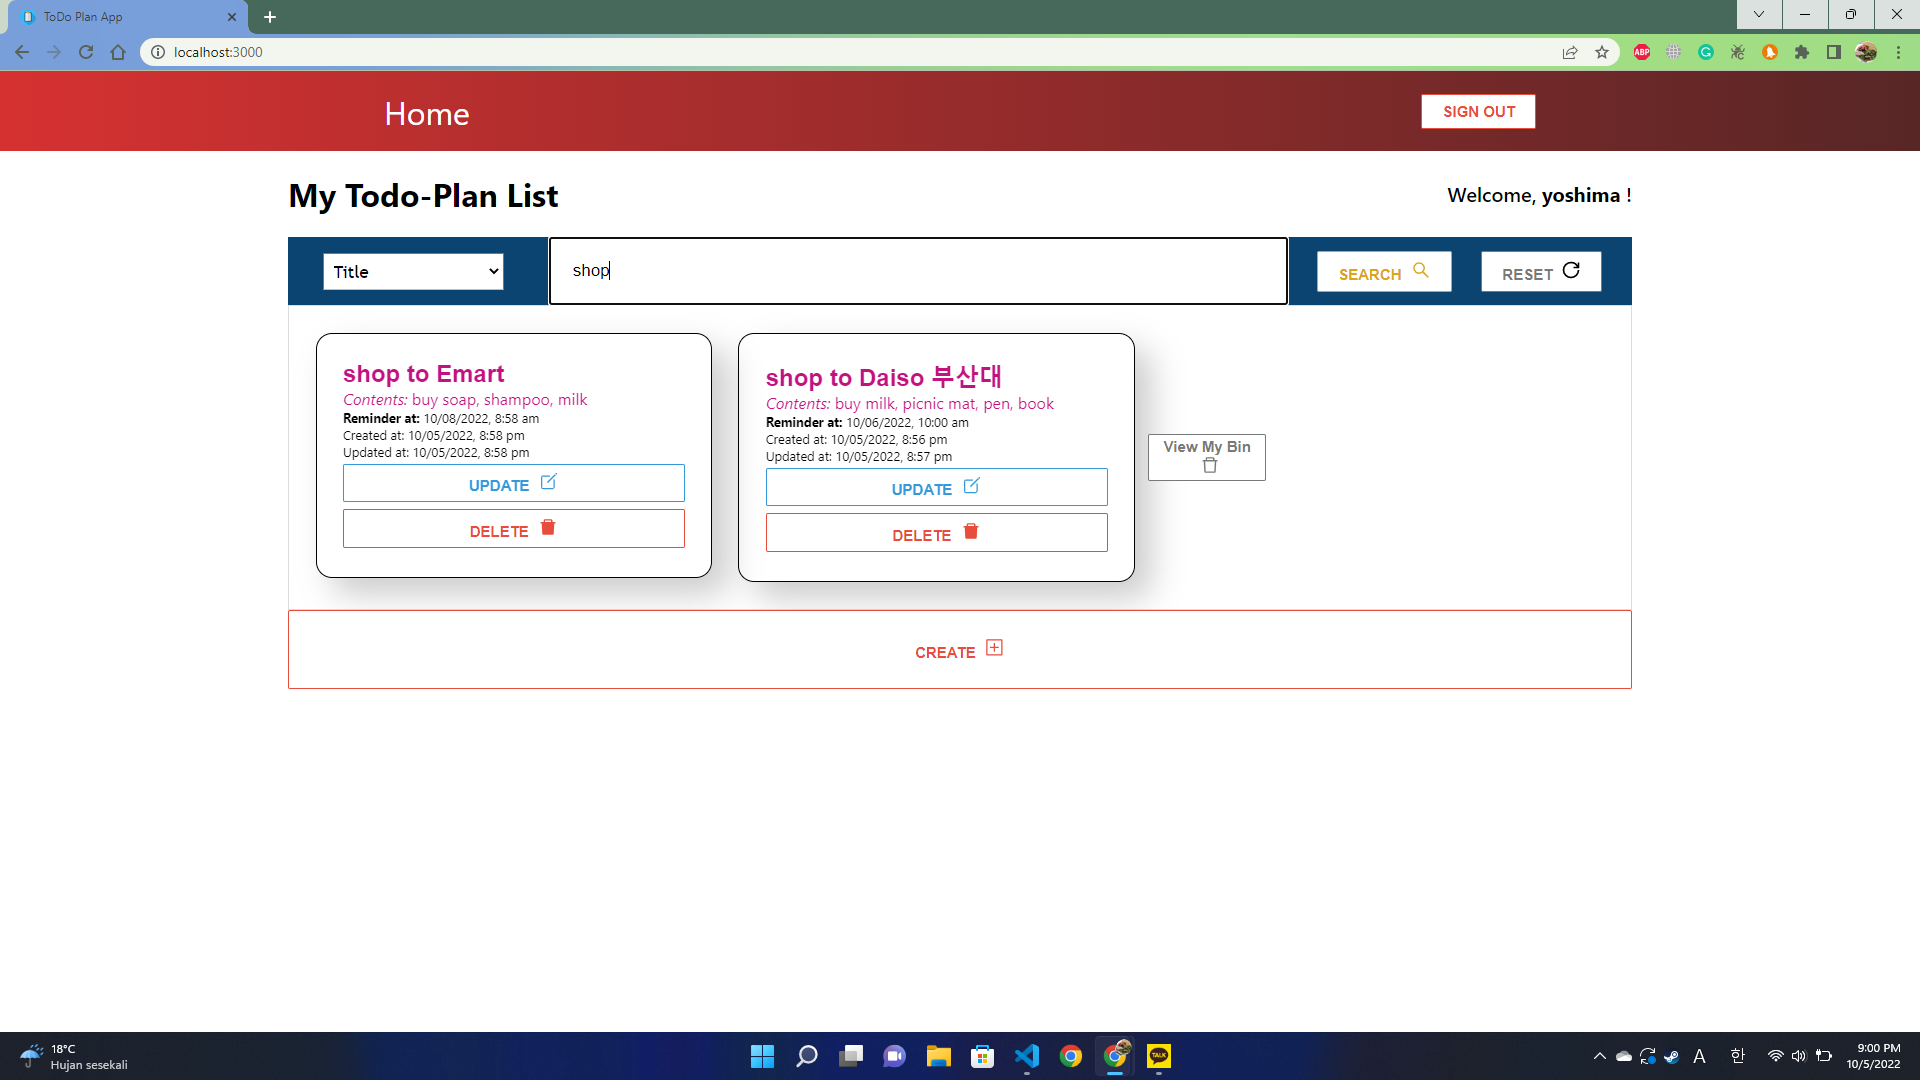 ToDo Plan App
localhost:3000
ABP
Home
SIGN OUT
My Todo-Plan List
Welcome, yoshima !
Title
shop
SEARCH
RESET
shop to Emart
Contents: buy soap, shampoo, milk
Reminder at: 10/08/2022, 8:58 am
Created at: 10/05/2022, 8:58 pm
Updated at: 10/05/2022, 8:58 pm
UPDATE
DELETE
shop to Daiso 부산대
Contents: buy milk, picnic mat, pen, book
Reminder at: 10/06/2022, 10:00 am
Created at: 10/05/2022, 8:56 pm
Updated at: 10/05/2022, 8:57 pm
UPDATE
DELETE
View My Bin
CREATE
18°C
Hujan sesekali
TALK
A
한
9:00 PM
10/5/2022